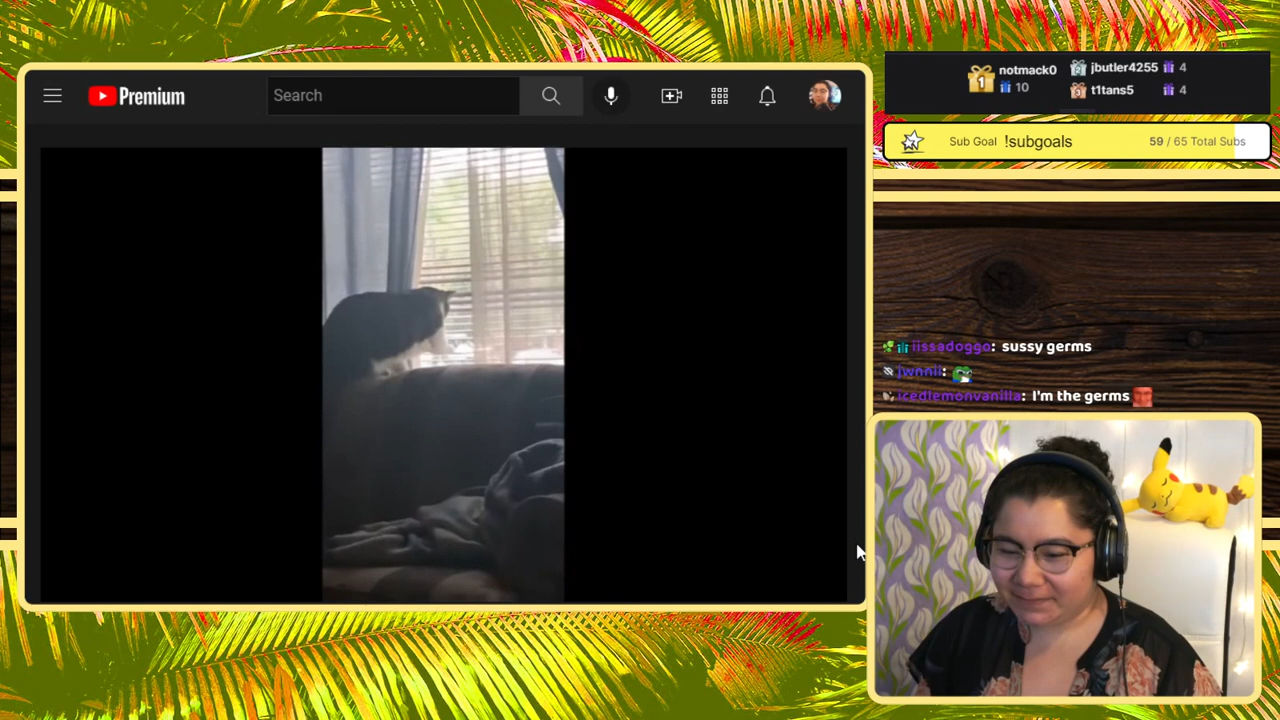 Premium
Search
notmack0
10
jbutler4255 4
t1tans5 4
Sub Goal !subgoals 59 / 65 Total Subs
iissadoggo: sussy germs
jwnnli:
icedlemonvanilla: I'm the germs